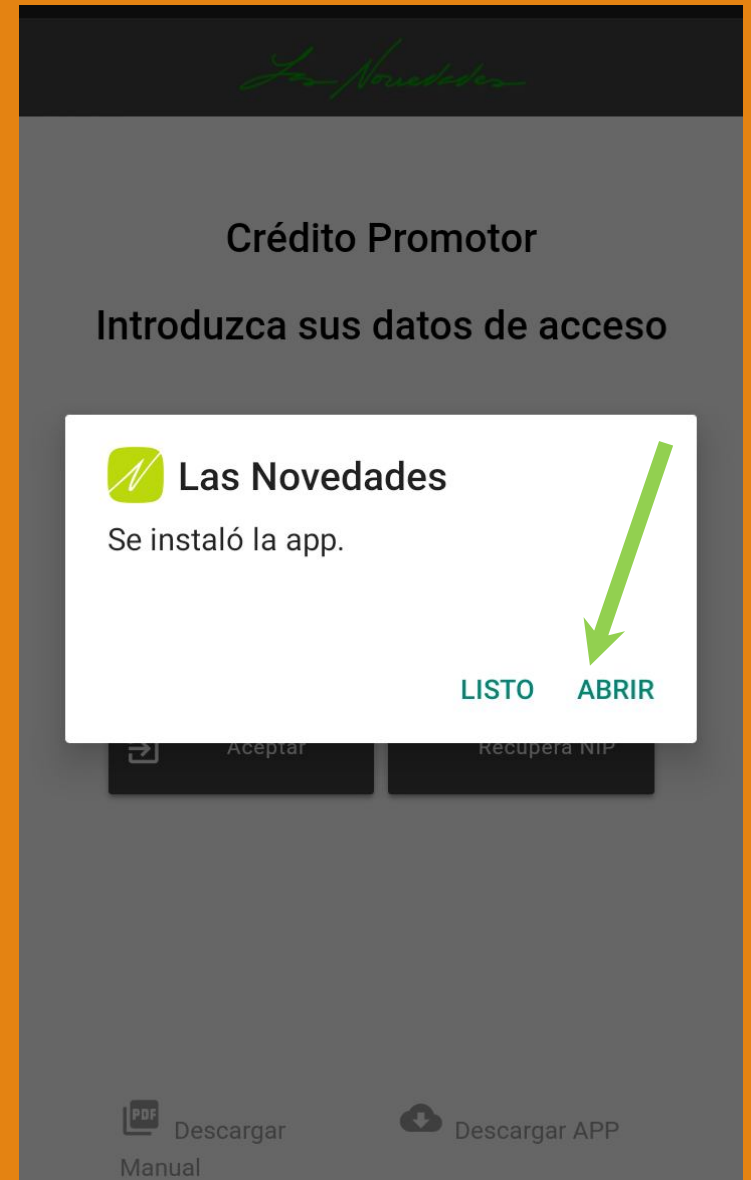 Las Novedades
Crédito Promotor
Introduzca sus datos de acceso
Las Novedades
Se instaló la app.
LISTO ABRIR
Aceptar Recupera NIP
PDF Descargar Manual
Descargar APP